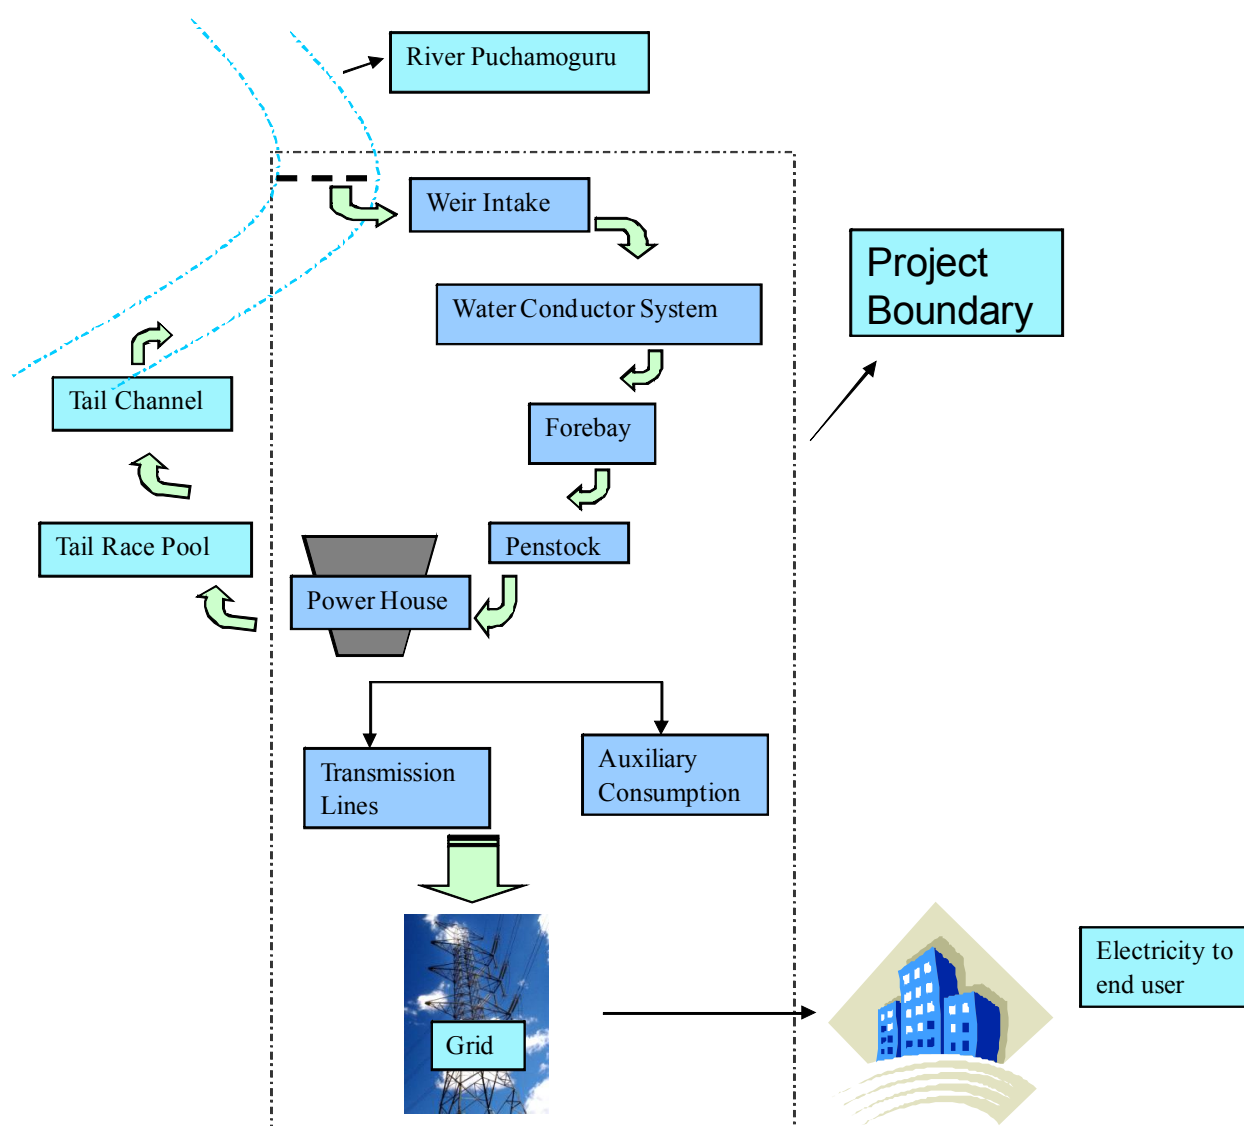 River Puchamoguru
Weir Intake
Water Conductor System
Project
Boundary
Tail Channel
Forebay
Tail Race Pool
Penstock
Power House
Transmission
Lines
Auxiliary
Consumption
Electricity to
end user
Grid